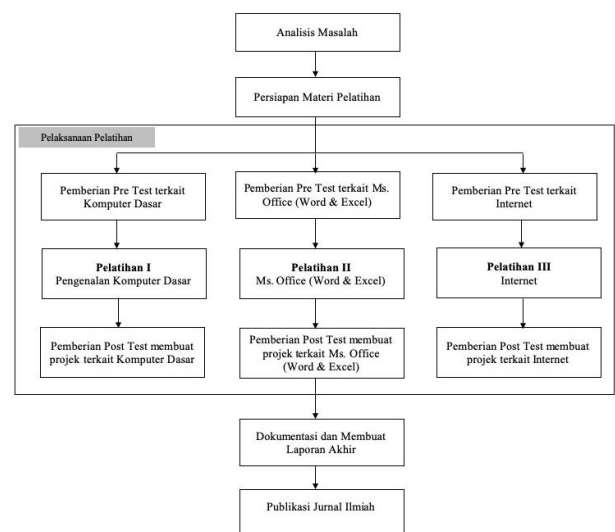 Analisis Masalah
Persiapan Materi Pelatihan
Pelaksanaan Pelatihan
Pemberian Pre Test terkait
Komputer Dasar
Pemberian Pre Test terkait Ms.
Office (Word & Excel)
Pemberian Pre Test terkait
Internet
Pelatihan I
Pengenalan Komputer Dasar
Pelatihan II
Ms. Office (Word & Excel)
Pelatihan III
Internet
Pemberian Post Test membuat
projek terkait Komputer Dasar
Pemberian Post Test membuat
projek terkait Ms. Office
(Word & Excel)
Pemberian Post Test membuat
projek terkait Internet
Dokumentasi dan Membuat
Laporan Akhir
Publikasi Jurnal Ilmiah